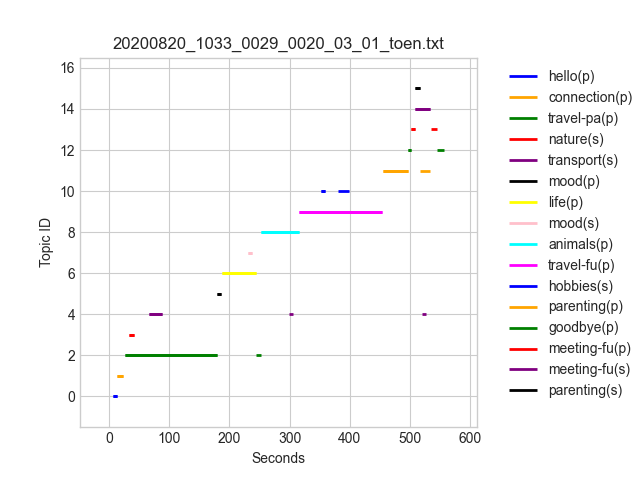 20200820_1033_0029_0020_03_01_toen.txt
16
14
12
10
8
6
4
2
0
Topic ID
0 100 200 300 400 500 600
Seconds
hello(p)
connection(p)
travel-pa(p)
nature(s)
transport(s)
mood(p)
life(p)
mood(s)
animals(p)
travel-fu(p)
hobbies(s)
parenting(p)
goodbye(p)
meeting-fu(p)
meeting-fu(s)
parenting(s)